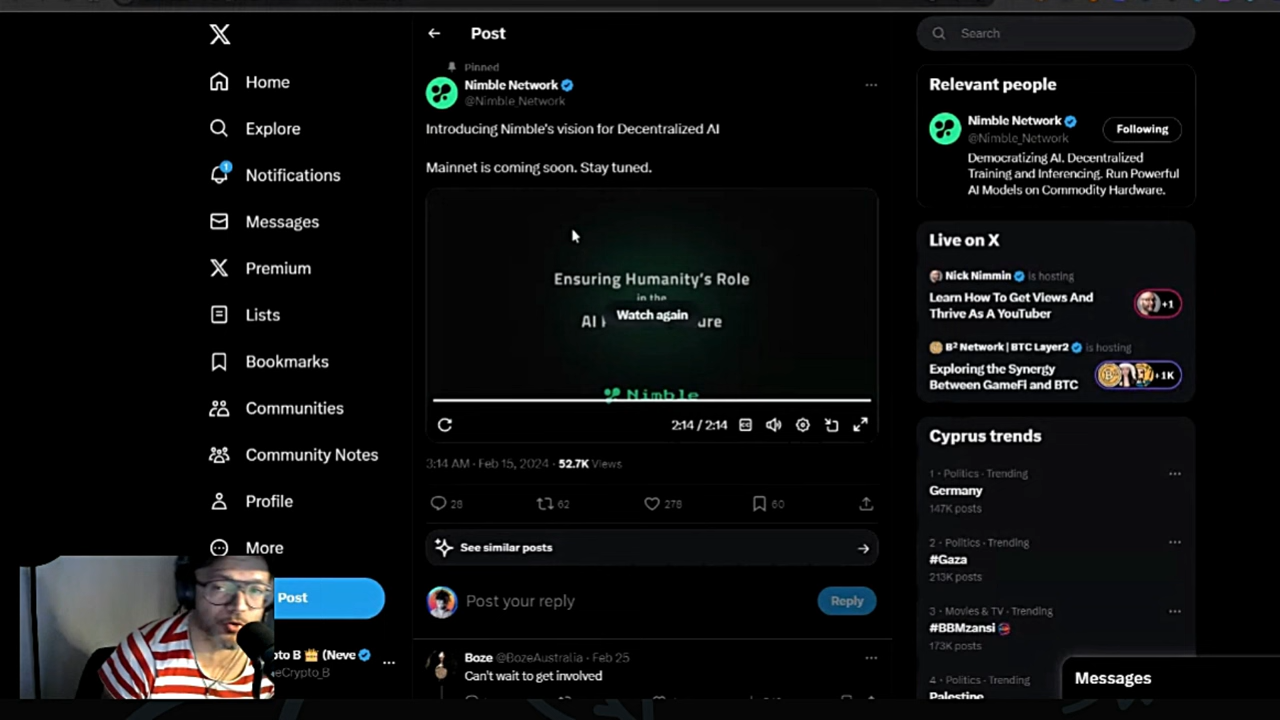 Home
Explore
1
Notifications
Messages
Premium
Lists
Bookmarks
Communities
Community Notes
Profile
More
Post
pto B 👑 (Neve
eCrypto_B
Post
Pinned
Nimble Network
@Nimble_Network
Introducing Nimble's vision for Decentralized AI
Mainnet is coming soon. Stay tuned.
Ensuring Humanity's Role
in the
AI
ure
Watch again
Nimble
2:14 / 2:14
3:14 AM · Feb 15, 2024 · 52.7K Views
28
62
278
60
See similar posts
Post your reply
Reply
Boze @BozeAustralia · Feb 25
Can't wait to get involved
Search
Relevant people
Nimble Network
@Nimble_Network
Following
Democratizing AI. Decentralized
Training and Inferencing. Run Powerful
AI Models on Commodity Hardware.
Live on X
Nick Nimmin is hosting
Learn How To Get Views And
Thrive As A YouTuber
+1
B² Network | BTC Layer2 is hosting
Exploring the Synergy
Between GameFi and BTC
+1K
Cyprus trends
1 · Politics · Trending
Germany
147K posts
2 · Politics · Trending
#Gaza
213K posts
3 · Movies & TV · Trending
#BBMzansi
173K posts
4 · Politics · Trending
Palestine
Messages